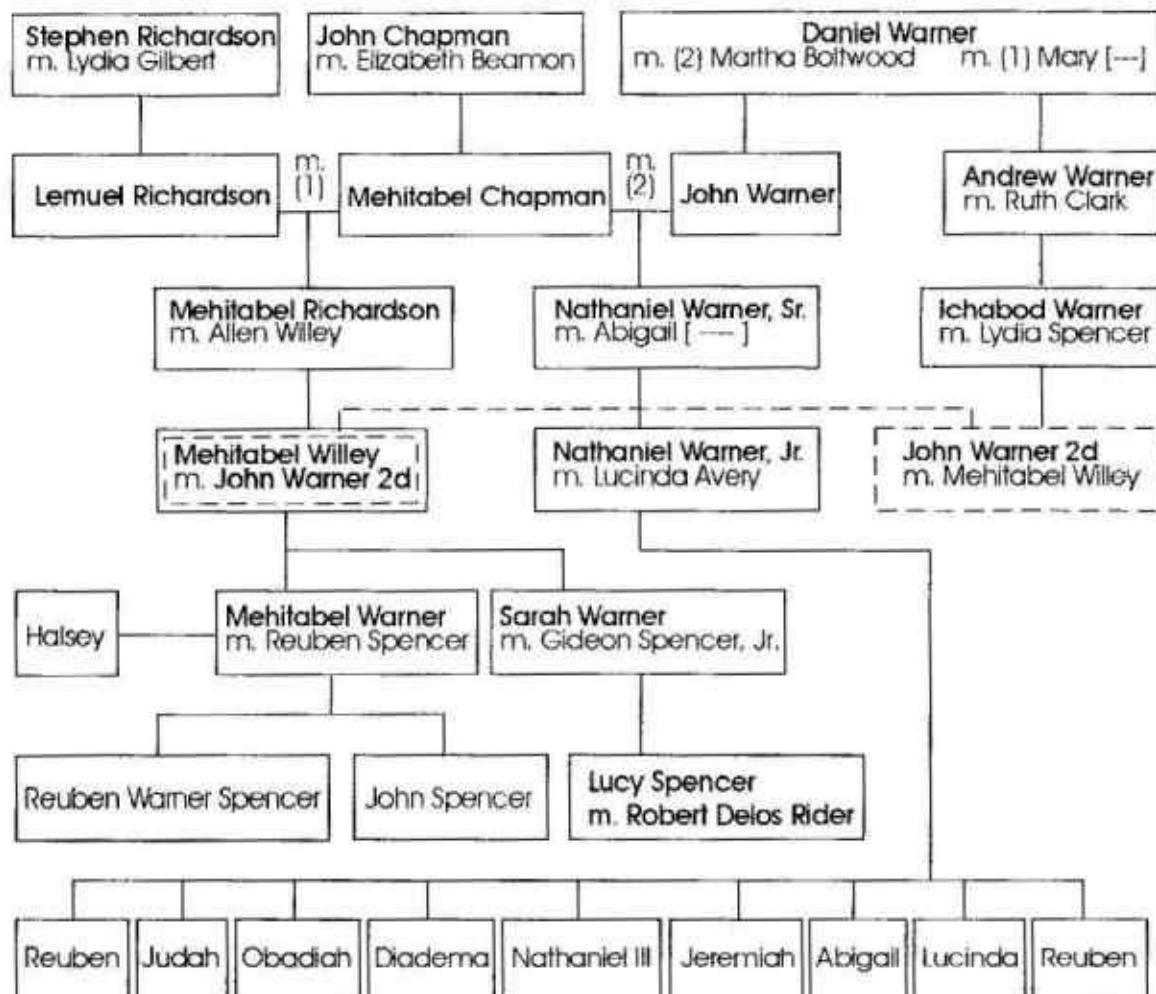 Stephen Richardson
m. Lydia Gilbert
John Chapman
m. Elizabeth Beamon
Daniel Warner
m. (2) Martha Boltwood m. (1) Mary [---]
Lemuel Richardson
m.
(1)
Mehitabel Chapman
m.
(2)
John Warner
Andrew Warner
m. Ruth Clark
Mehitabel Richardson
m. Allen Willey
Nathaniel Warner, Sr.
m. Abigail [ ---- ]
Ichabod Warner
m. Lydia Spencer
Mehitabel Willey
m. John Warner 2d
Nathaniel Warner, Jr.
m. Lucinda Avery
John Warner 2d
m. Mehitabel Willey
Halsey
Mehitabel Warner
m. Reuben Spencer
Sarah Warner
m. Gideon Spencer, Jr.
Reuben Warner Spencer
John Spencer
Lucy Spencer
m. Robert Delos Rider
Reuben
Judah
Obadiah
Diadema
Nathaniel III
Jeremiah
Abigail
Lucinda
Reuben